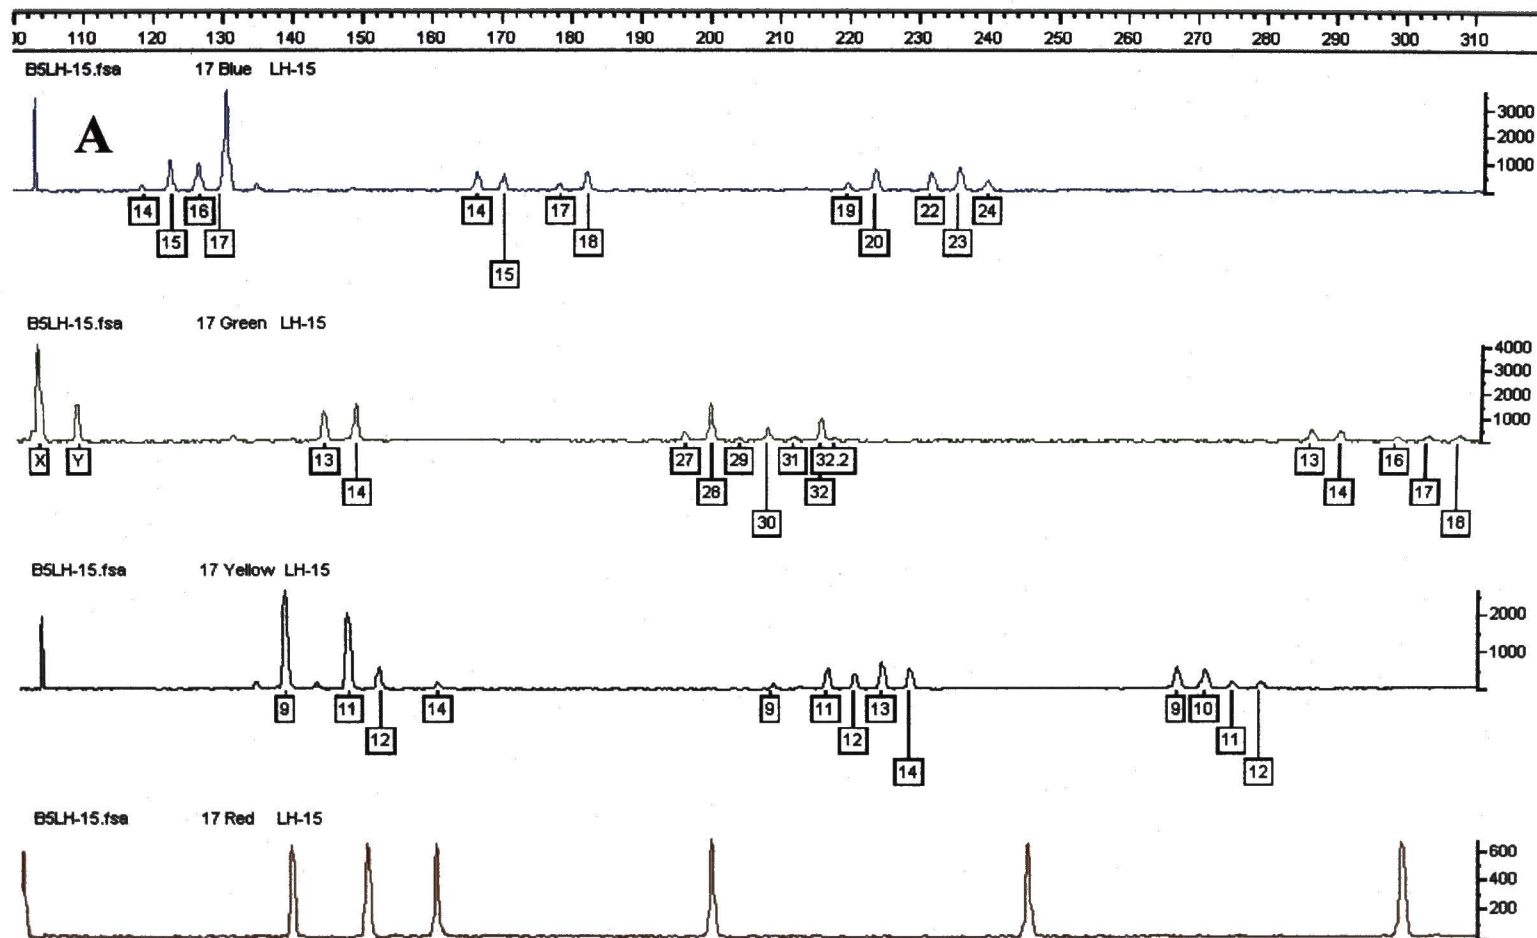 00 110 120 130 140 150 160 170 180 190 200 210 220 230 240 250 260 270 280 290 300 310
B5LH-15.fsa 17 Blue LH-15
A
3000
2000
1000
14 16 14 17 19 22 24
15 17 18 20 23
15
B5LH-15.fsa 17 Green LH-15
4000
3000
2000
1000
X Y 13 27 29 31 32.2 13 16
14 28 32 14 17
30 18
B5LH-15.fsa 17 Yellow LH-15
2000
1000
9 11 14 9 11 13 9 10
12 12 11
14 12
B5LH-15.fsa 17 Red LH-15
600
400
200